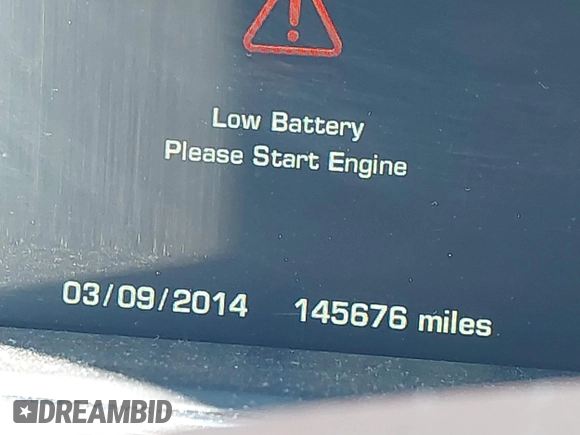 Low Battery
Please Start Engine
03/09/2014 145676 miles
DREAMBID